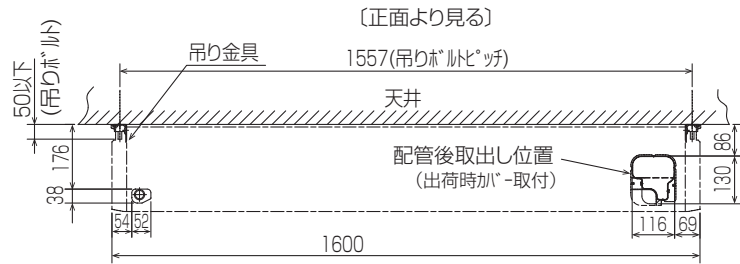 〔正面より見る〕
吊り金具
1557(吊りボルトピッチ)
50以下
(吊りボルト)
天井
176
38
54
52
配管後取出し位置
(出荷時カバー取付)
86
130
116
69
1600